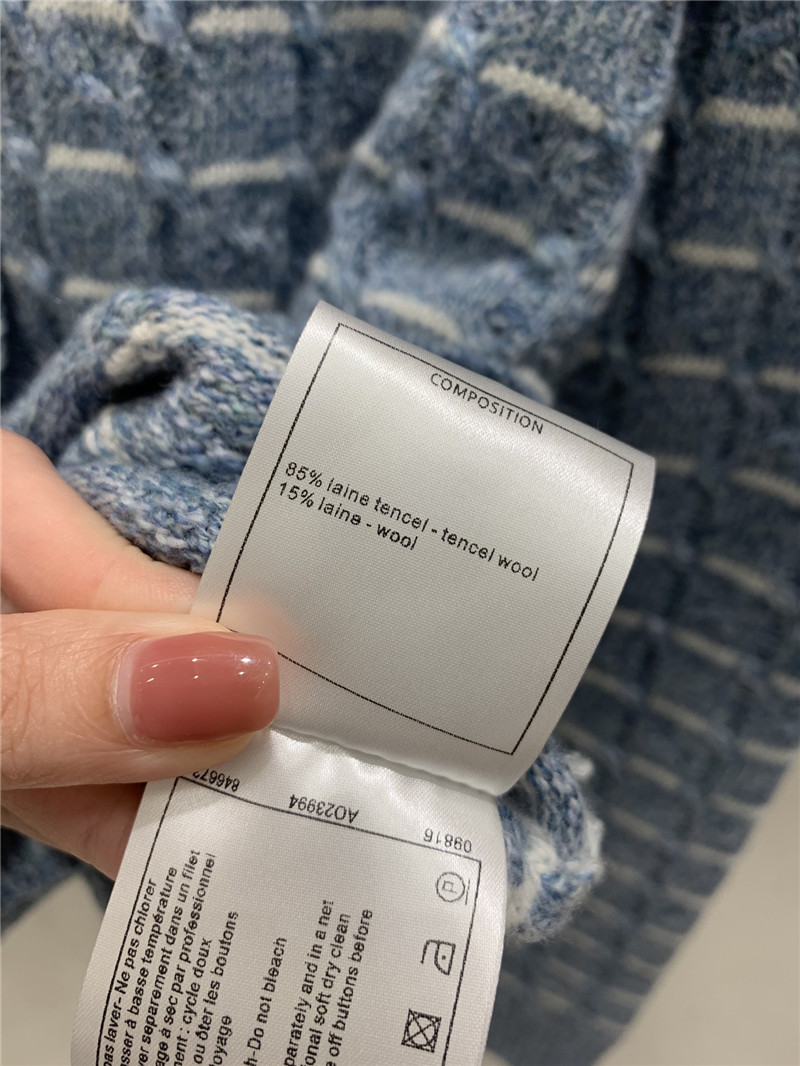 COMPOSITION
85% laine tencel - tencel wool
15% laine - wool
09816
AO23994
pas laver- Ne pas chlorer
à basse température
separement dans un filet
à sec par professionnel
: cycle doux
ou ôter les boutons
Do not bleach
and in a net
soft dry clean
off buttons before
P